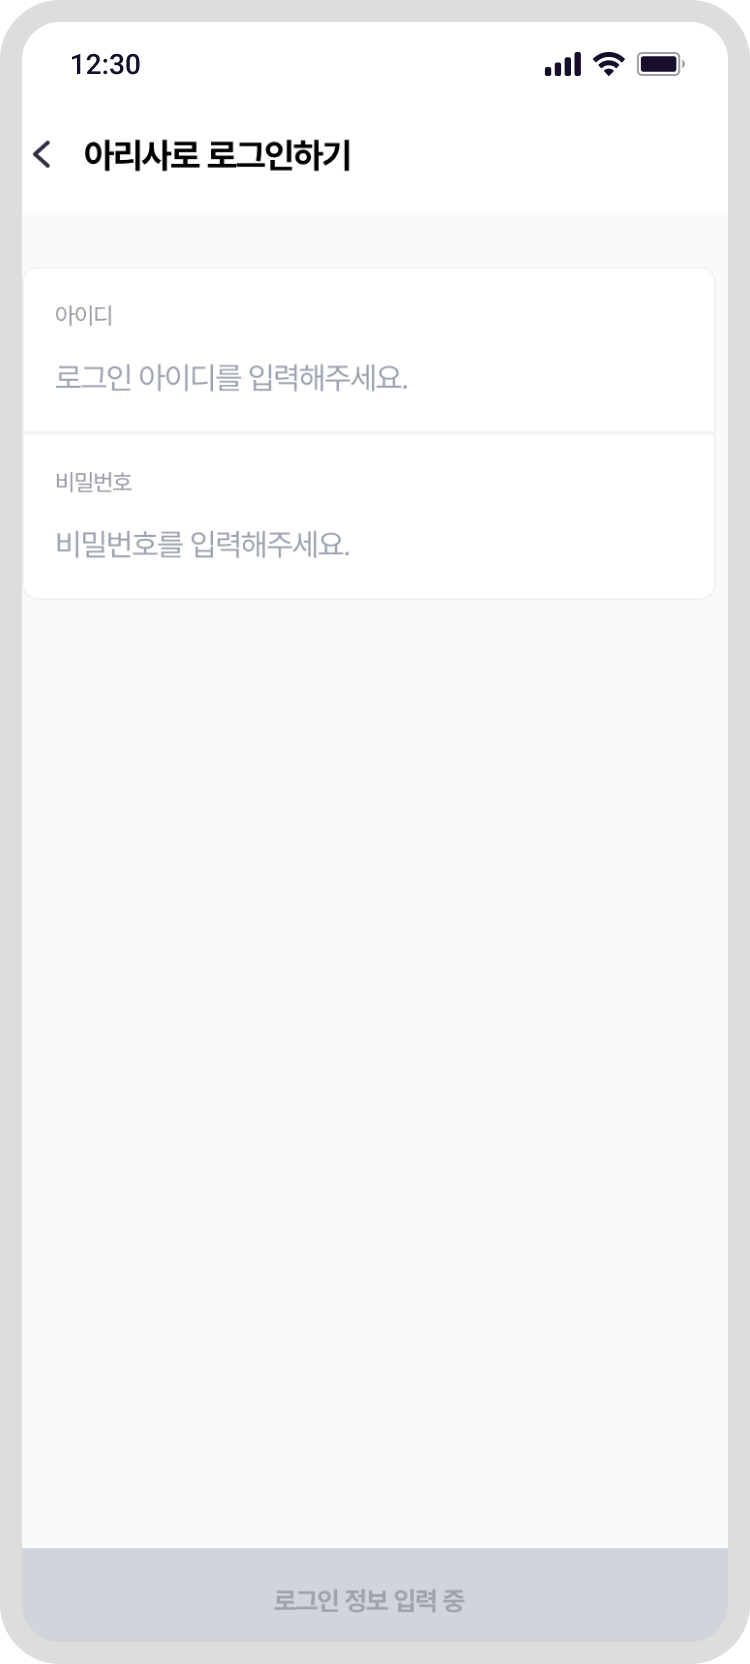 12:30
아리사로 로그인하기
아이디
로그인 아이디를 입력해주세요.
비밀번호
비밀번호를 입력해주세요.
로그인 정보 입력 중